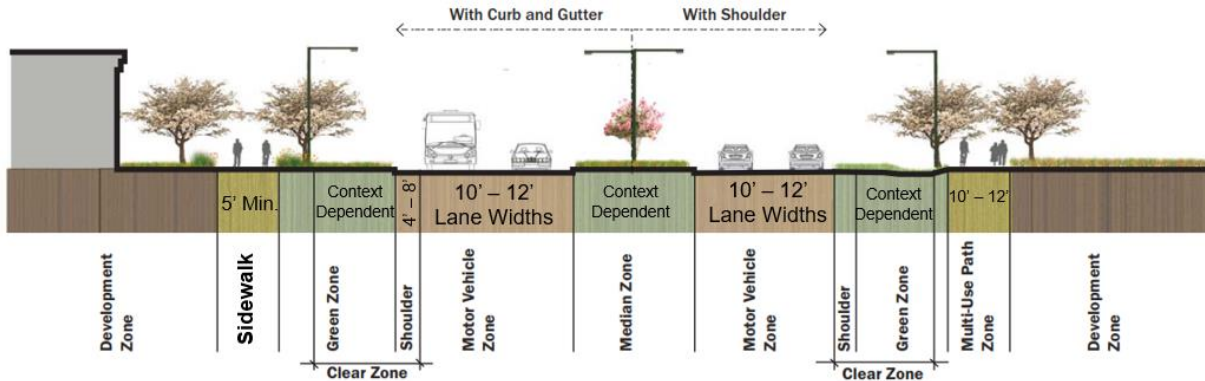 With Curb and Gutter
With Shoulder
5’ Min.
Context
Dependent
4’ – 8’
10’ – 12’
Lane Widths
Context
Dependent
10’ – 12’
Lane Widths
Context
Dependent
10’ – 12’
Development
Zone
Sidewalk
Green Zone
Shoulder
Motor Vehicle
Zone
Median Zone
Motor Vehicle
Zone
Shoulder
Green Zone
Multi-Use Path
Zone
Development
Zone
Clear Zone
Clear Zone